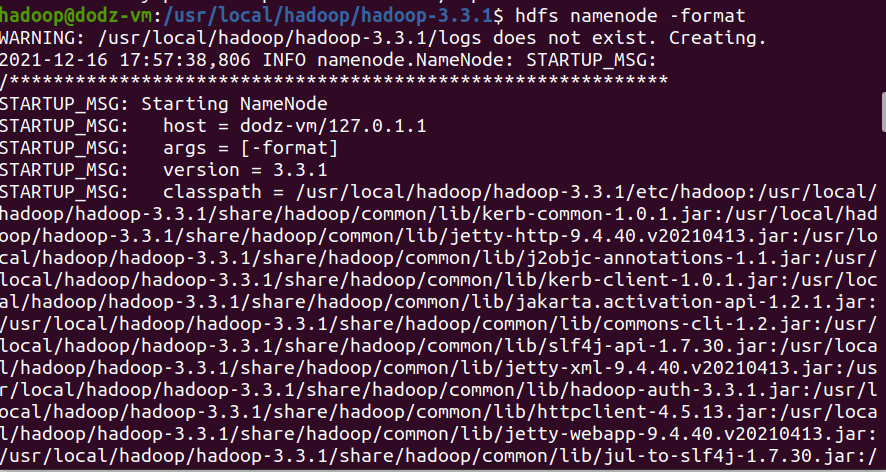 hadoop@dodz-vm:/usr/local/hadoop/hadoop-3.3.1$ hdfs namenode -format
WARNING: /usr/local/hadoop/hadoop-3.3.1/logs does not exist. Creating.
2021-12-16 17:57:38,806 INFO namenode.NameNode: STARTUP_MSG:
/************************************************************
STARTUP_MSG: Starting NameNode
STARTUP_MSG:   host = dodz-vm/127.0.1.1
STARTUP_MSG:   args = [-format]
STARTUP_MSG:   version = 3.3.1
STARTUP_MSG:   classpath = /usr/local/hadoop/hadoop-3.3.1/etc/hadoop:/usr/local/
hadoop/hadoop-3.3.1/share/hadoop/common/lib/kerb-common-1.0.1.jar:/usr/local/had
oop/hadoop-3.3.1/share/hadoop/common/lib/jetty-http-9.4.40.v20210413.jar:/usr/lo
cal/hadoop/hadoop-3.3.1/share/hadoop/common/lib/j2objc-annotations-1.1.jar:/usr/
local/hadoop/hadoop-3.3.1/share/hadoop/common/lib/kerb-client-1.0.1.jar:/usr/loc
al/hadoop/hadoop-3.3.1/share/hadoop/common/lib/jakarta.activation-api-1.2.1.jar:
/usr/local/hadoop/hadoop-3.3.1/share/hadoop/common/lib/commons-cli-1.2.jar:/usr/
local/hadoop/hadoop-3.3.1/share/hadoop/common/lib/slf4j-api-1.7.30.jar:/usr/loca
l/hadoop/hadoop-3.3.1/share/hadoop/common/lib/jetty-xml-9.4.40.v20210413.jar:/us
r/local/hadoop/hadoop-3.3.1/share/hadoop/common/lib/hadoop-auth-3.3.1.jar:/usr/l
ocal/hadoop/hadoop-3.3.1/share/hadoop/common/lib/httpclient-4.5.13.jar:/usr/loca
l/hadoop/hadoop-3.3.1/share/hadoop/common/lib/jetty-webapp-9.4.40.v20210413.jar:
/usr/local/hadoop/hadoop-3.3.1/share/hadoop/common/lib/jul-to-slf4j-1.7.30.jar:/